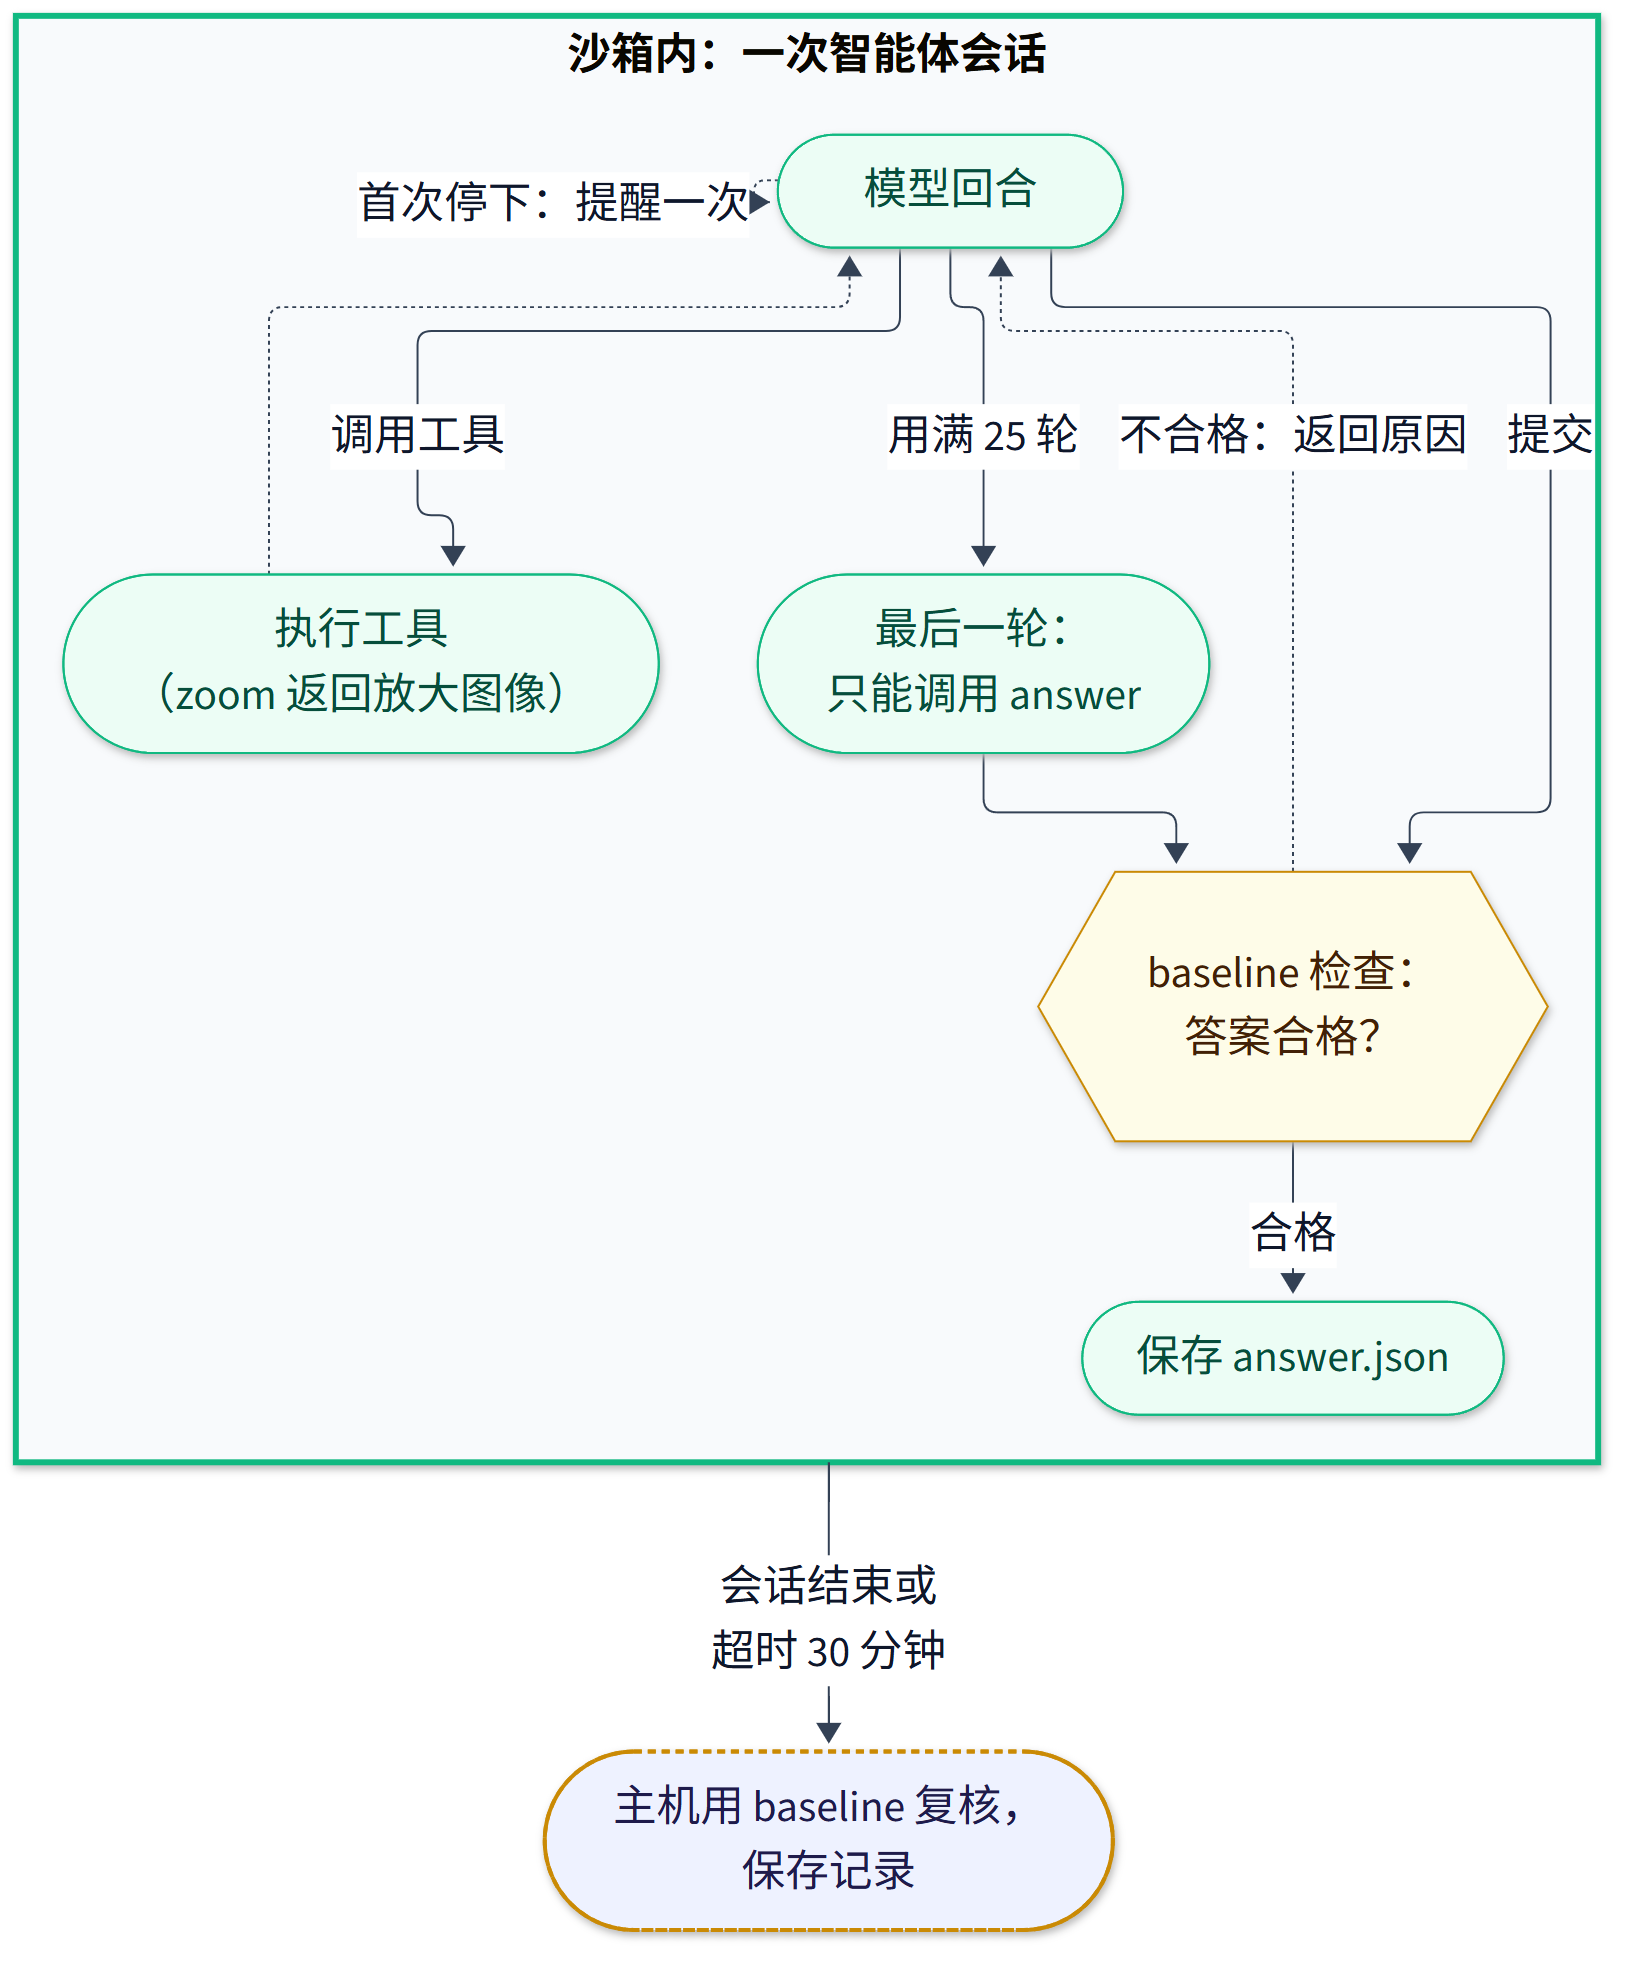 沙箱内：一次智能体会话
模型回合
首次停下：提醒一次
调用工具
用满 25 轮
不合格：返回原因
提交
执行工具
（zoom 返回放大图像）
最后一轮：
只能调用 answer
baseline 检查：
答案合格？
合格
保存 answer.json
会话结束或
超时 30 分钟
主机用 baseline 复核，
保存记录